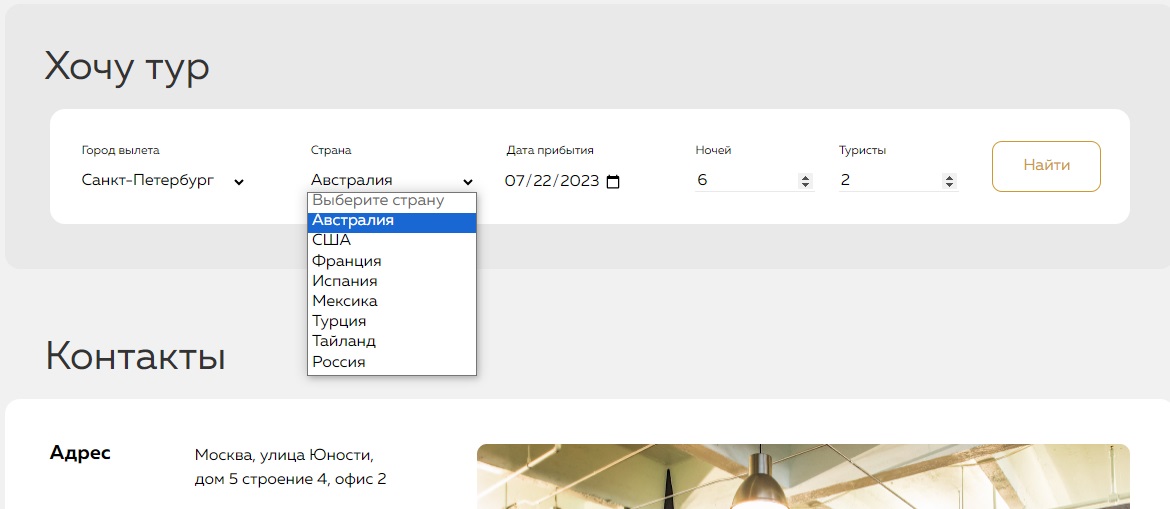 Хочу тур
Город вылета
Страна
Дата прибытия
Ночей
Туристы
Санкт-Петербург
Австралия
07/22/2023
6
2
Найти
Выберите страну
Австралия
США
Франция
Испания
Мексика
Турция
Тайланд
Россия
Контакты
Адрес
Москва, улица Юности,
дом 5 строение 4, офис 2